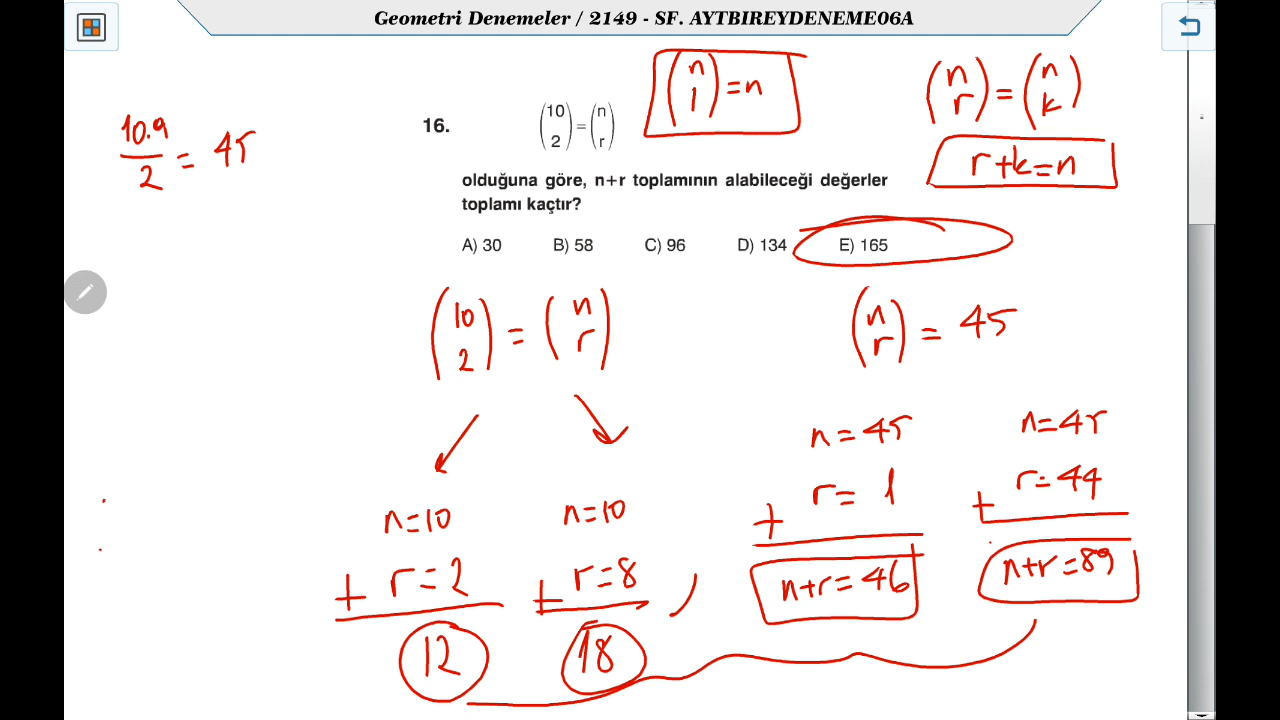 Geometri Denemeler / 2149 - SF. AYTBIREYDENEME06A
16. (10 2) = (n r)
olduğuna göre, n+r toplamının alabileceği değerler
toplamı kaçtır?
A) 30 B) 58 C) 96 D) 134 E) 165
10.9/2 = 45
(n 1) = n
(n r) = (n k)
r+k=n
(10 2) = (n r)
n=10
+ r=2
12
n=10
+ r=8
18
,
(n r) = 45
n=45
+ r=1
n+r=46
n=45
+ r=44
n+r=89